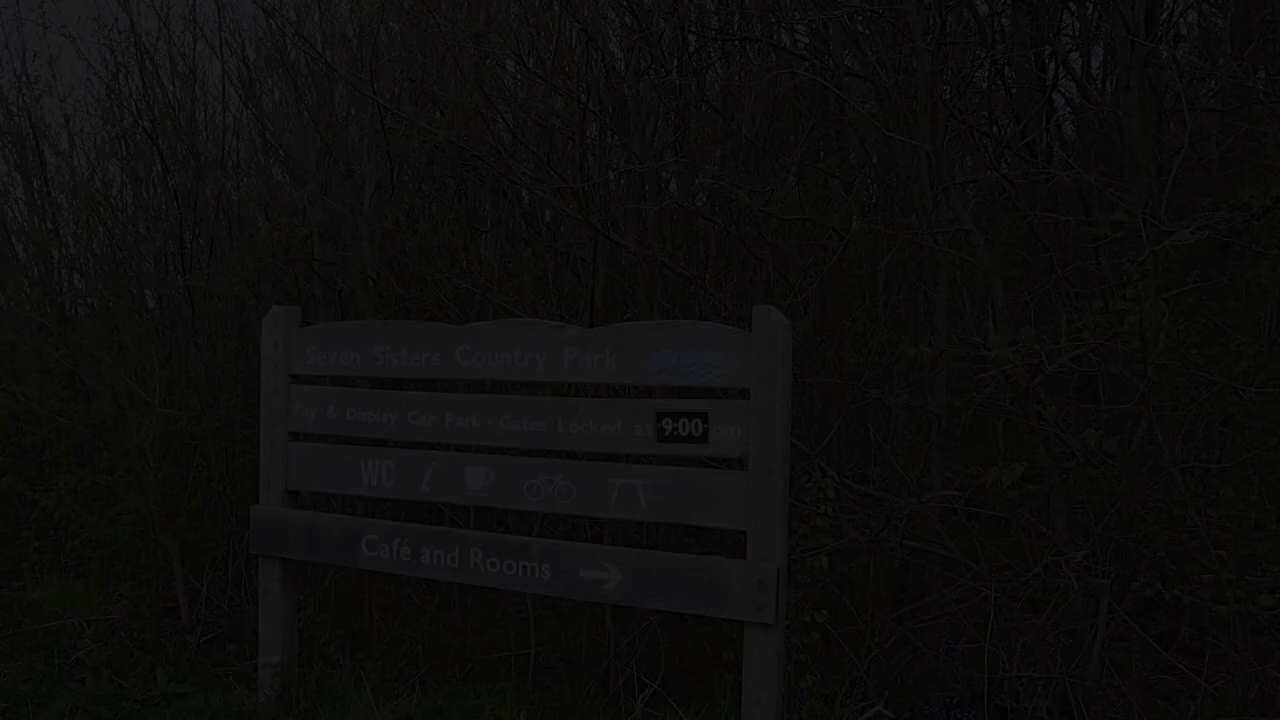 Seven Sisters Country Park
Pay & Display Car Park - Gates Locked at 9:00 pm
WC
Café and Rooms